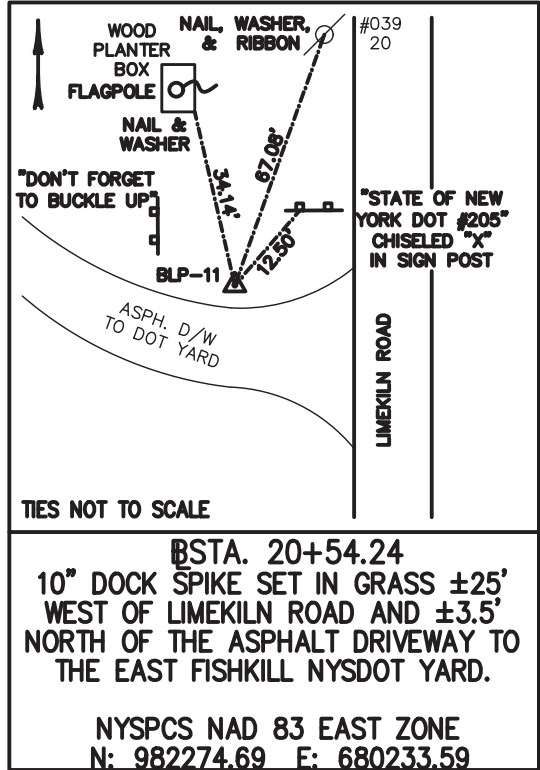 WOOD
PLANTER
BOX
FLAGPOLE
NAIL &
WASHER
NAIL, WASHER,
& RIBBON
#039
20
34.14'
67.08'
12.50'
"DON'T FORGET
TO BUCKLE UP"
"STATE OF NEW
YORK DOT #205"
CHISELED "X"
IN SIGN POST
BLP-11
ASPH. D/W
TO DOT YARD
LIMEKILN ROAD
TIES NOT TO SCALE
STA. 20+54.24
10" DOCK SPIKE SET IN GRASS ±25'
WEST OF LIMEKILN ROAD AND ±3.5'
NORTH OF THE ASPHALT DRIVEWAY TO
THE EAST FISHKILL NYSDOT YARD.
NYSPCS NAD 83 EAST ZONE
N: 982274.69 E: 680233.59